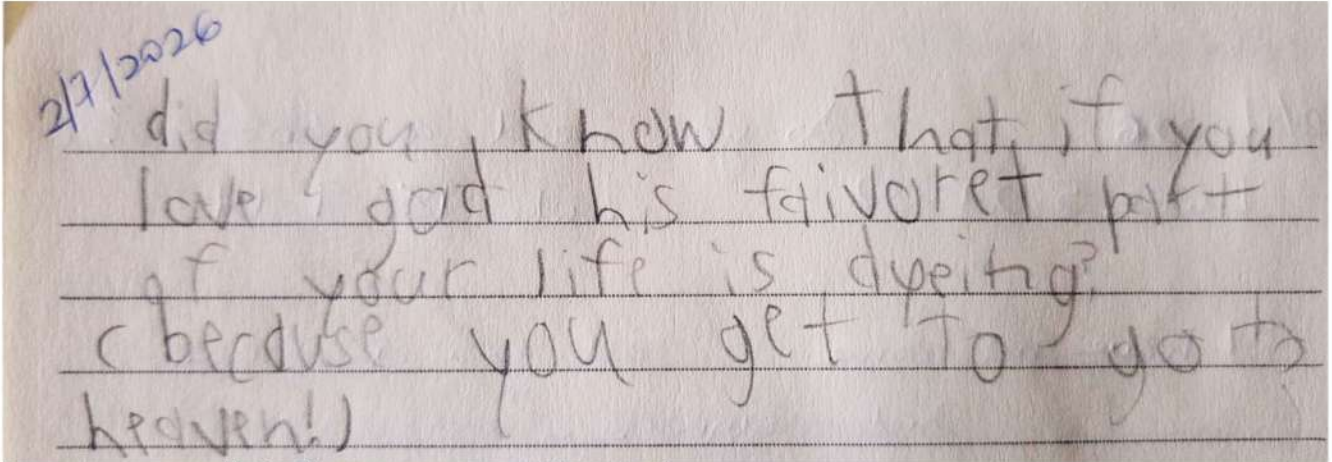 2/7/2026
did you know that if you
love god his faivoret part
of your life is dyeing?
(because you get to go to
heaven!)